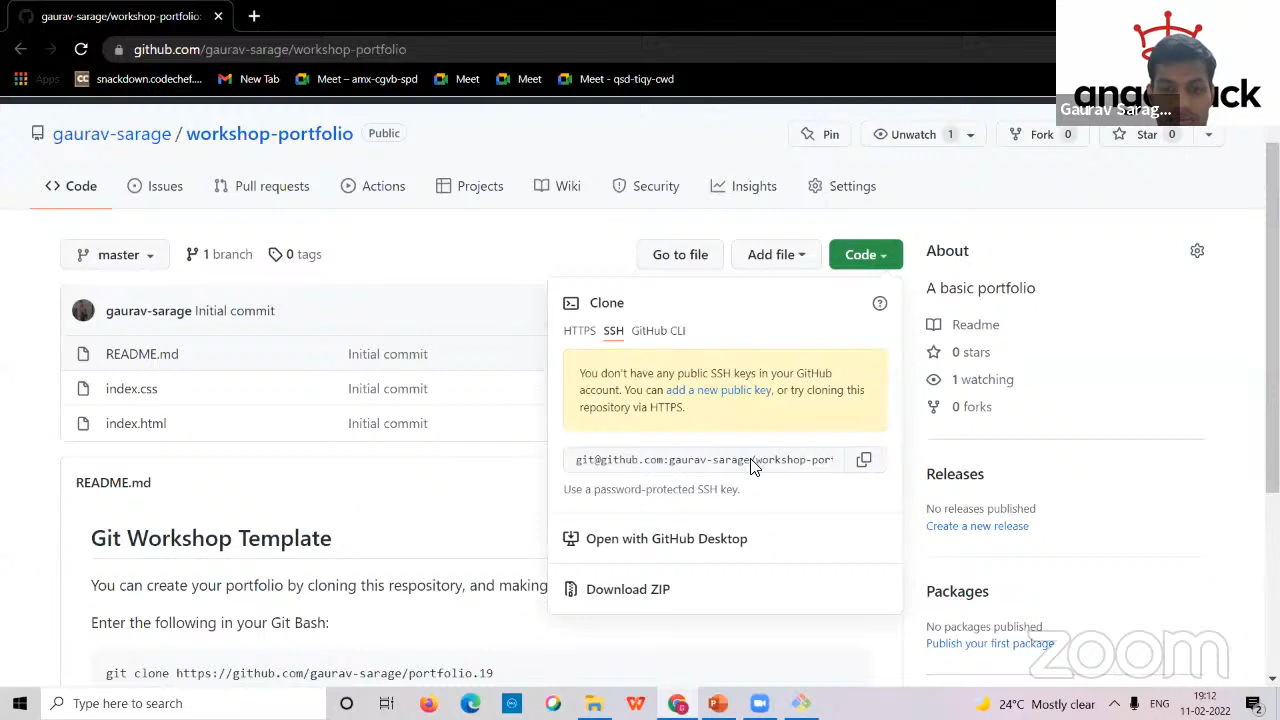 gaurav-sarage/workshop-portfolio:
github.com/gaurav-sarage/workshop-portfolio
Apps
CC snackdown.codechef....
New Tab
Meet – amx-cgvb-spd
Meet
Meet
Meet - qsd-tiqy-cwd
Gaurav Sarag...
gaurav-sarage / workshop-portfolio Public
Pin
Unwatch 1
Fork 0
Star 0
Code
Issues
Pull requests
Actions
Projects
Wiki
Security
Insights
Settings
master
1 branch
0 tags
Go to file
Add file
Code
gaurav-sarage Initial commit
README.md Initial commit
index.css Initial commit
index.html Initial commit
Clone
HTTPS SSH GitHub CLI
You don't have any public SSH keys in your GitHub
account. You can add a new public key, or try cloning this
repository via HTTPS.
git@github.com:gaurav-sarage/workshop-por
Use a password-protected SSH key.
Open with GitHub Desktop
Download ZIP
README.md
Git Workshop Template
You can create your portfolio by cloning this respository, and making
Enter the following in your Git Bash:
git clone https://github.com/gaurav-sarage/portfolio.19
About
A basic portfolio
Readme
0 stars
1 watching
0 forks
Releases
No releases published
Create a new release
Packages
No packages published
Publish your first package
zoom
Type here to search
24°C Mostly clear
ENG
19:12
11-02-2022
2